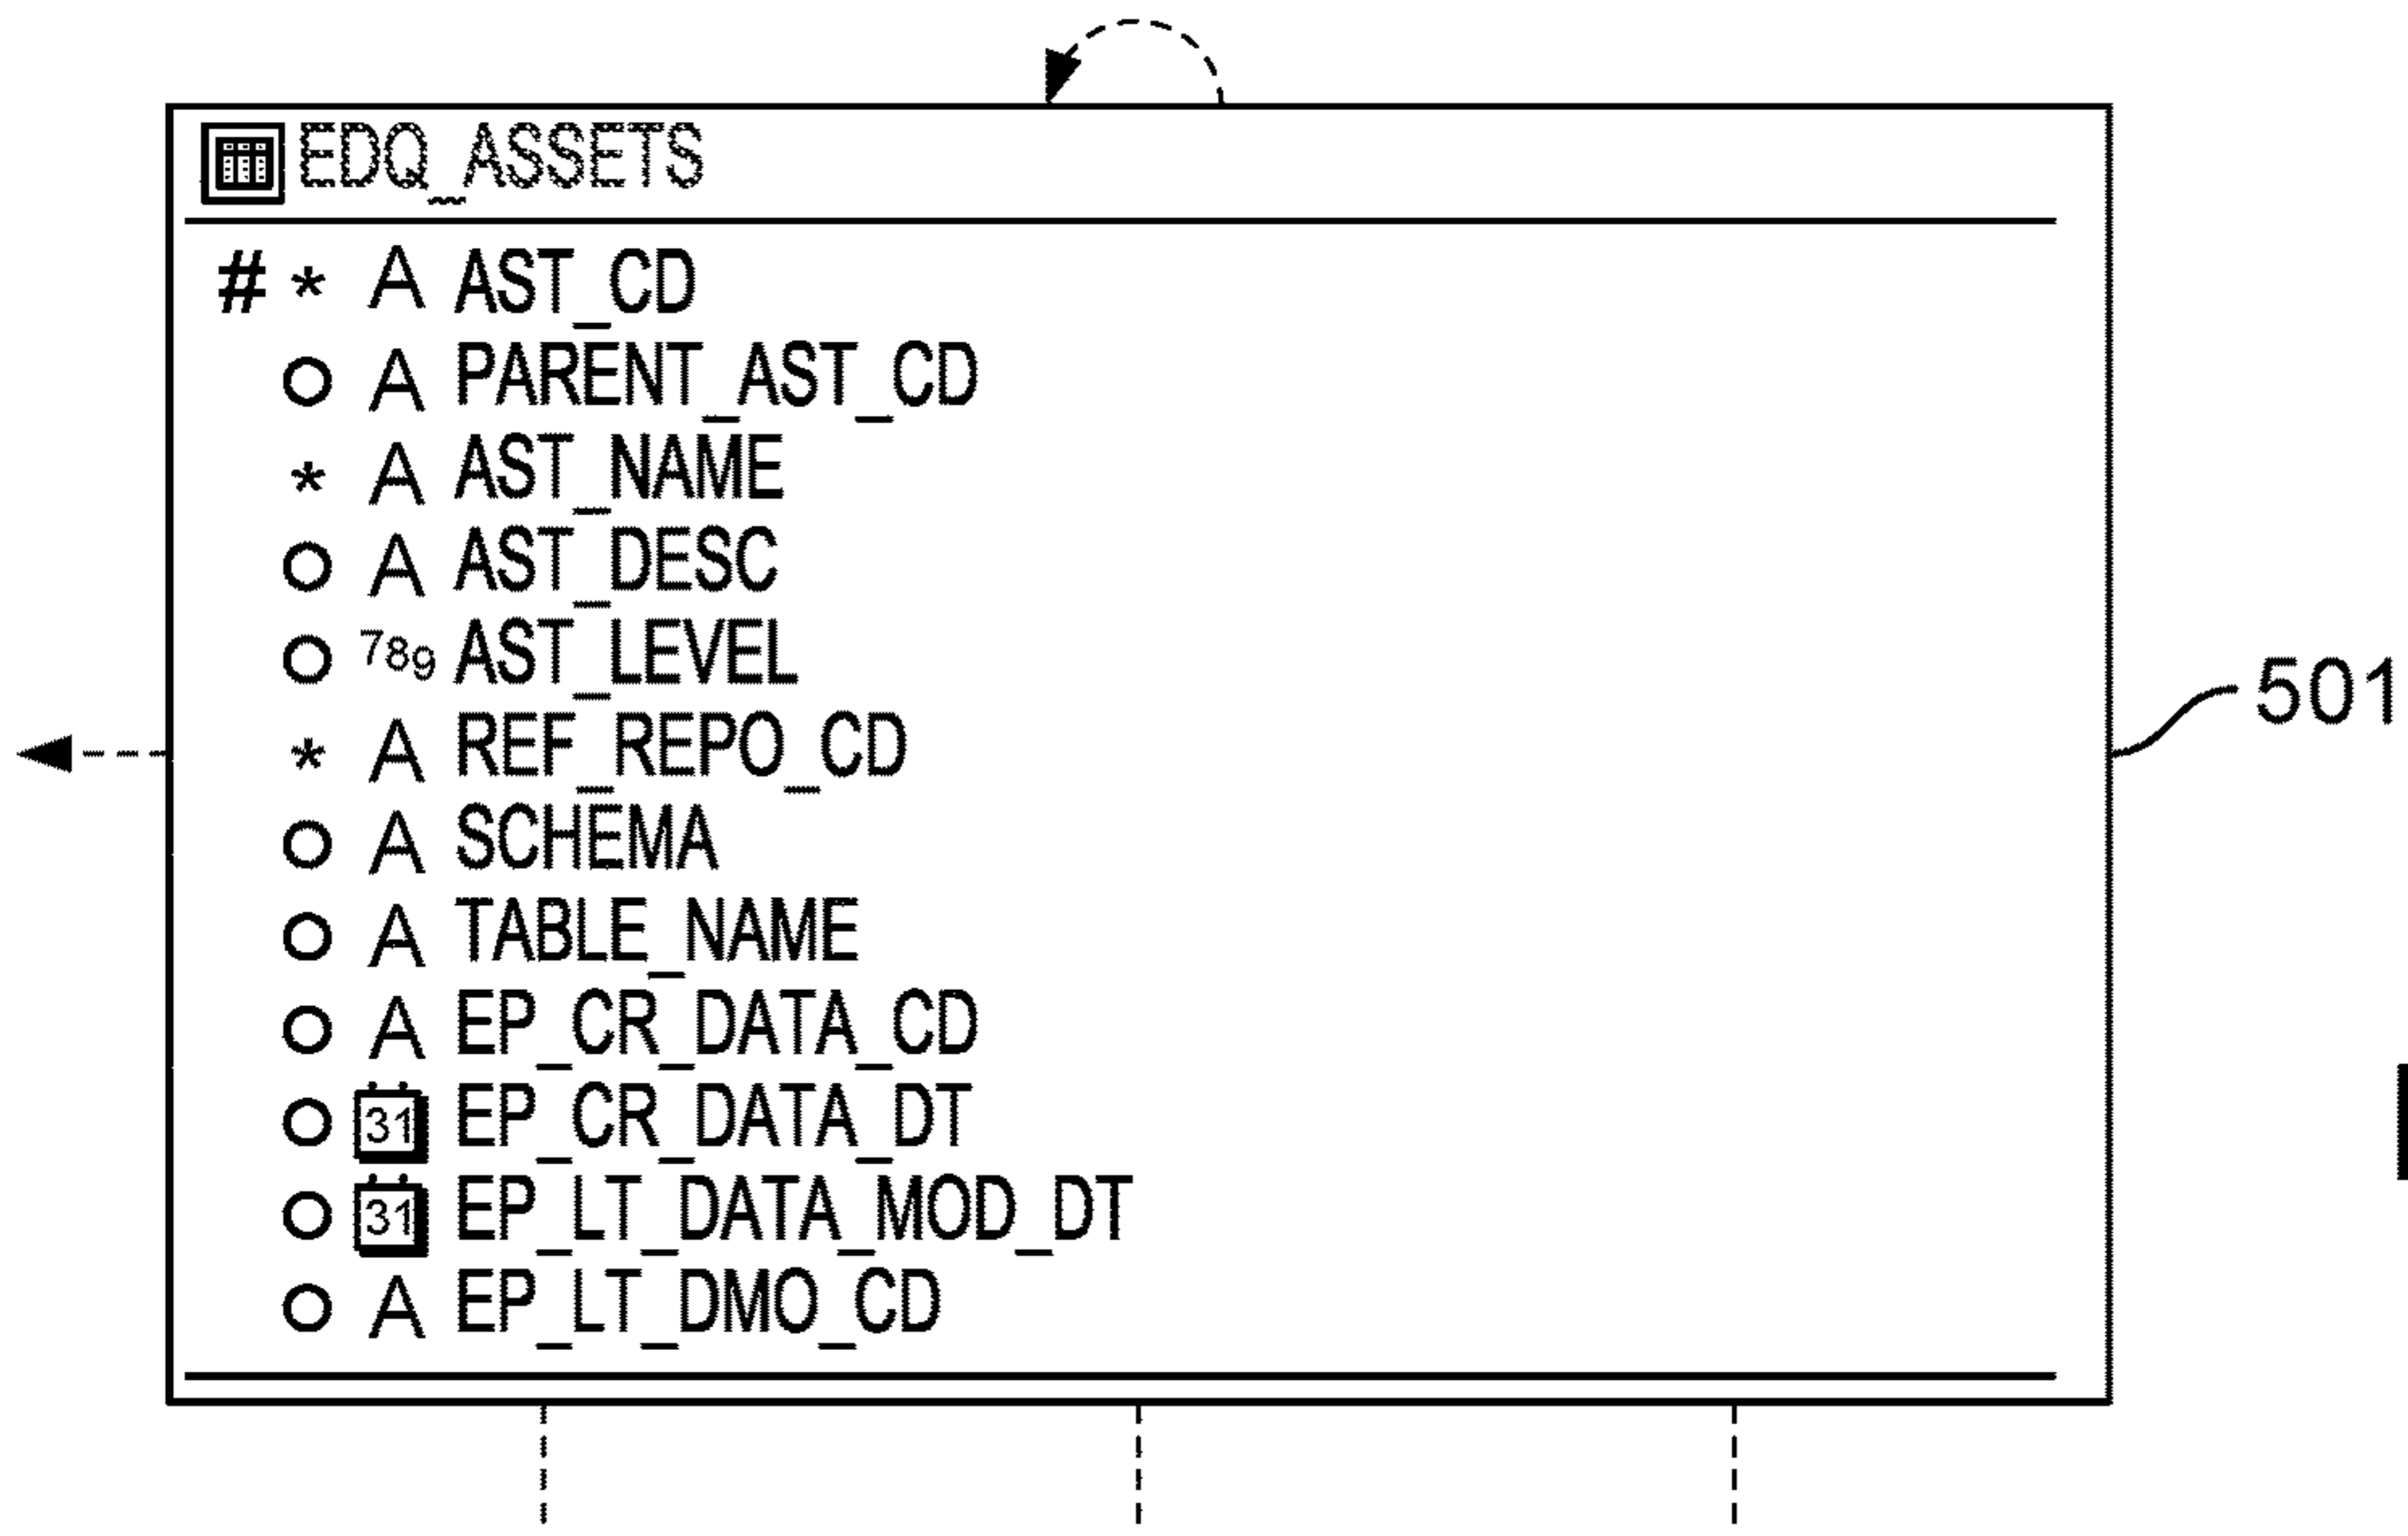 EDQ_ASSETS
# * A AST_CD
O A PARENT_AST_CD
* A AST_NAME
O A AST_DESC
O 789 AST_LEVEL
* A REF_REPO_CD
O A SCHEMA
O A TABLE_NAME
O A EP_CR_DATA_CD
O 31 EP_CR_DATA_DT
O 31 EP_LT_DATA_MOD_DT
O A EP_LT_DMO_CD
501